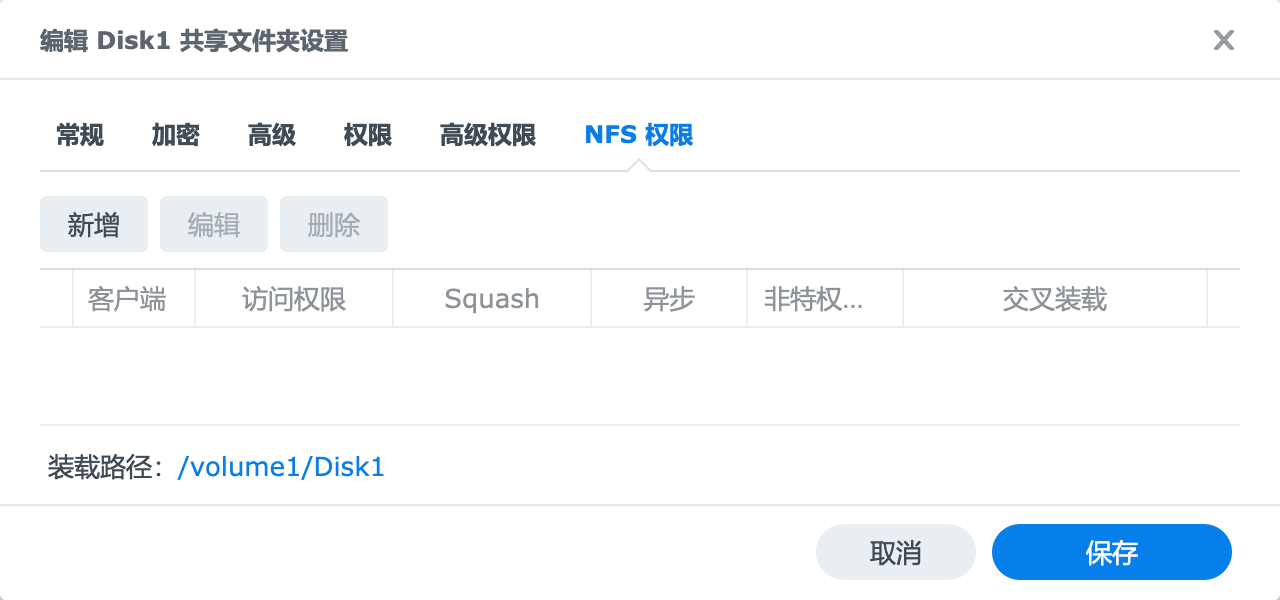 编辑 Disk1 共享文件夹设置
常规 加密 高级 权限 高级权限 NFS 权限
新增 编辑 删除
客户端 访问权限 Squash 异步 非特权... 交叉装载
装载路径：/volume1/Disk1
取消 保存